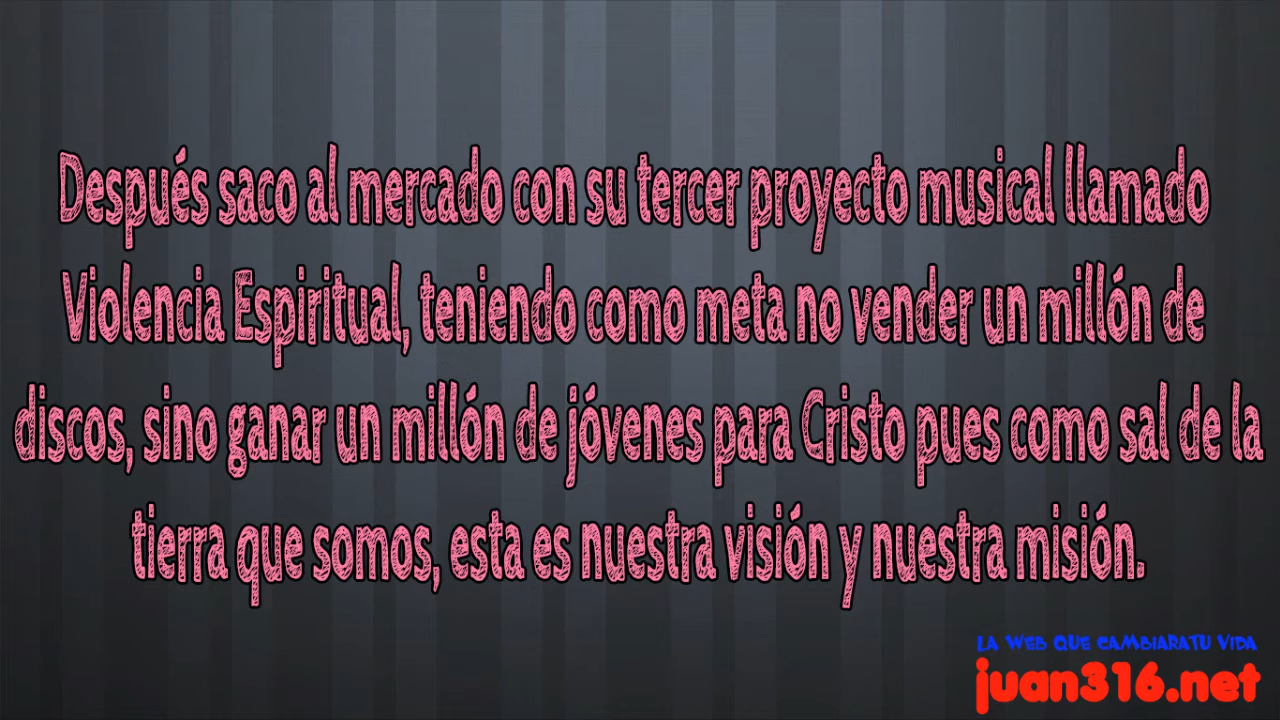 Después saco al mercado con su tercer proyecto musical llamado
Violencia Espiritual, teniendo como meta no vender un millón de
discos, sino ganar un millón de jóvenes para Cristo pues como sal de la
tierra que somos, esta es nuestra visión y nuestra misión.
LA WEB QUE CAMBIARATU VIDA
juan316.net